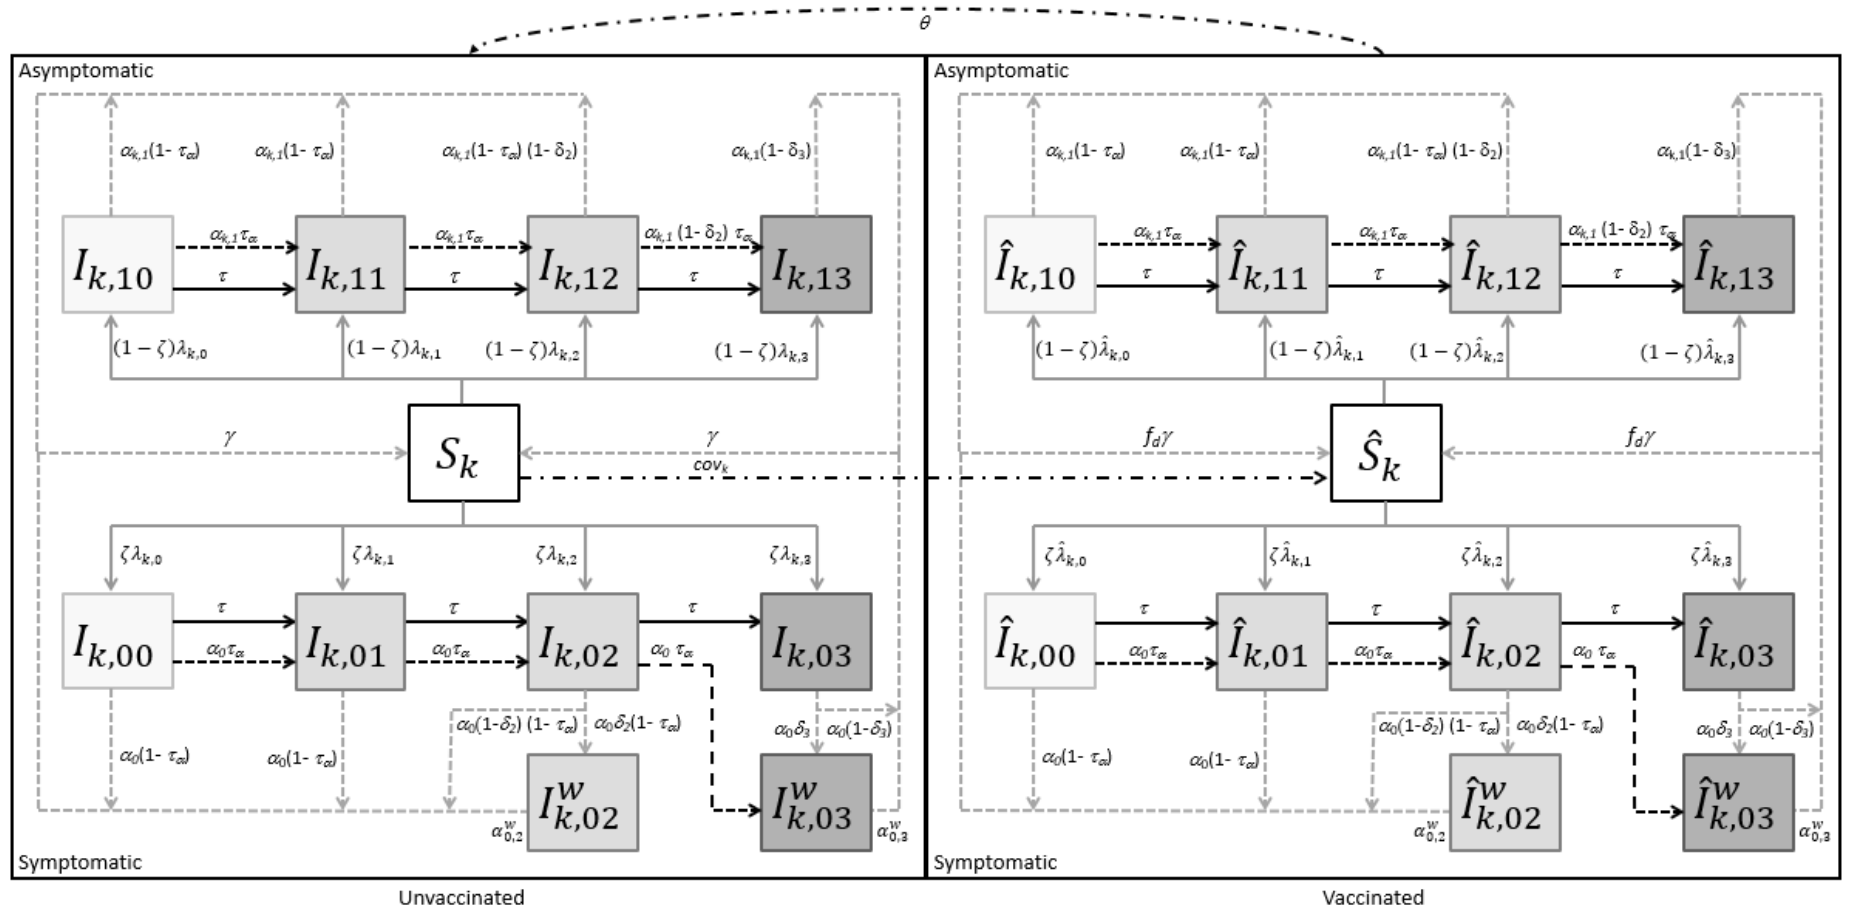 θ
Asymptomatic
Asymptomatic
α_{k,1}(1- τ_α) α_{k,1}(1- τ_α) α_{k,1}(1- τ_α) (1- δ_2) α_{k,1}(1- δ_3)
α_{k,1}(1- τ_α) α_{k,1}(1- τ_α) α_{k,1}(1- τ_α) (1- δ_2) α_{k,1}(1- δ_3)
α_{k,1}τ_α α_{k,1}τ_α α_{k,1} (1- δ_2) τ_α
α_{k,1}τ_α α_{k,1}τ_α α_{k,1} (1- δ_2) τ_α
I_{k,10} τ I_{k,11} τ I_{k,12} τ I_{k,13}
Î_{k,10} τ Î_{k,11} τ Î_{k,12} τ Î_{k,13}
(1 − ζ)λ_{k,0} (1 − ζ)λ_{k,1} (1 − ζ)λ_{k,2} (1 − ζ)λ_{k,3}
(1 − ζ)λ̂_{k,0} (1 − ζ)λ̂_{k,1} (1 − ζ)λ̂_{k,2} (1 − ζ)λ̂_{k,3}
γ S_k γ
cov_k
f_dγ Ŝ_k f_dγ
ζλ_{k,0} ζλ_{k,1} ζλ_{k,2} ζλ_{k,3}
ζλ̂_{k,0} ζλ̂_{k,1} ζλ̂_{k,2} ζλ̂_{k,3}
I_{k,00} τ I_{k,01} τ I_{k,02} τ I_{k,03}
α_0τ_α α_0τ_α α_0 τ_α
Î_{k,00} τ Î_{k,01} τ Î_{k,02} τ Î_{k,03}
α_0τ_α α_0τ_α α_0 τ_α
α_0(1- τ_α) α_0(1- τ_α) α_0(1-δ_2) (1- τ_α) α_0δ_2(1- τ_α) α_0δ_3 α_0(1-δ_3)
α_0(1- τ_α) α_0(1- τ_α) α_0(1-δ_2) (1- τ_α) α_0δ_2(1- τ_α) α_0δ_3 α_0(1-δ_3)
α^w_{0,2} I^w_{k,02} I^w_{k,03} α^w_{0,3}
α^w_{0,2} Î^w_{k,02} Î^w_{k,03} α^w_{0,3}
Symptomatic
Symptomatic
Unvaccinated
Vaccinated